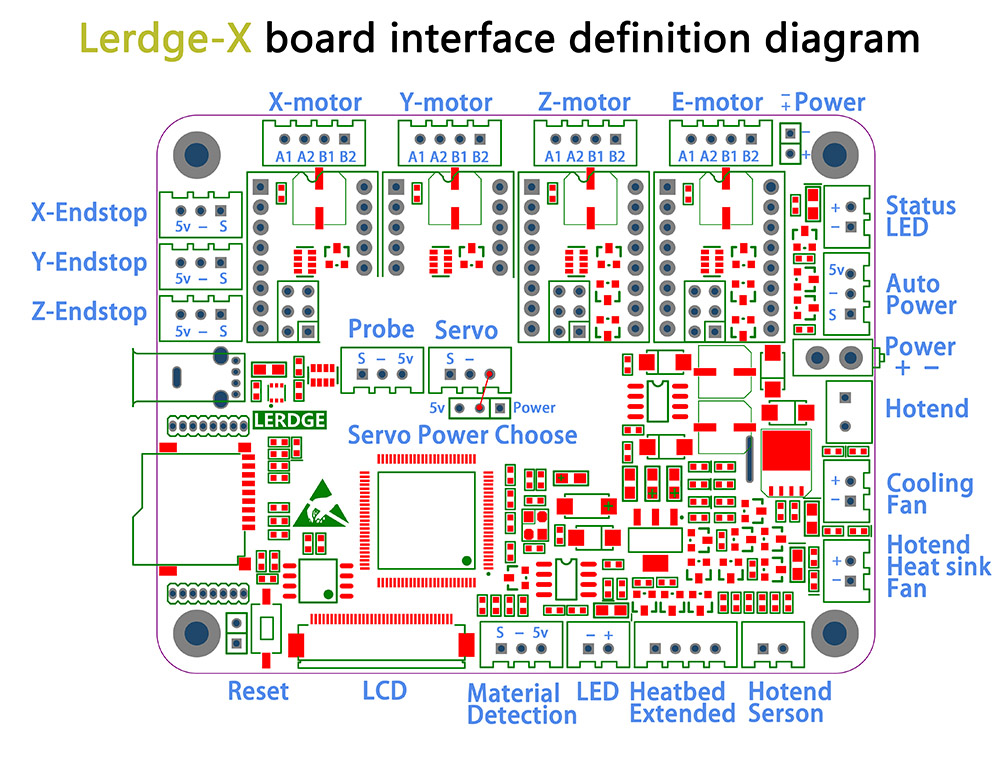 Lerdge-X board interface definition diagram
X-motor Y-motor Z-motor E-motor -+ Power
A1 A2 B1 B2 A1 A2 B1 B2 A1 A2 B1 B2 A1 A2 B1 B2 -
+
X-Endstop
5v - S
Y-Endstop
5v - S
Z-Endstop
5v - S
+
-
Status
LED
5v
-
S
Auto
Power
Probe Servo
S - 5v S -
5v Power
Servo Power Choose
LERDGE
Power
+ -
Hotend
+
-
Cooling
Fan
+
-
Hotend
Heat sink
Fan
S - 5v - +
Reset LCD
Material
Detection
LED
Heatbed
Extended
Hotend
Serson